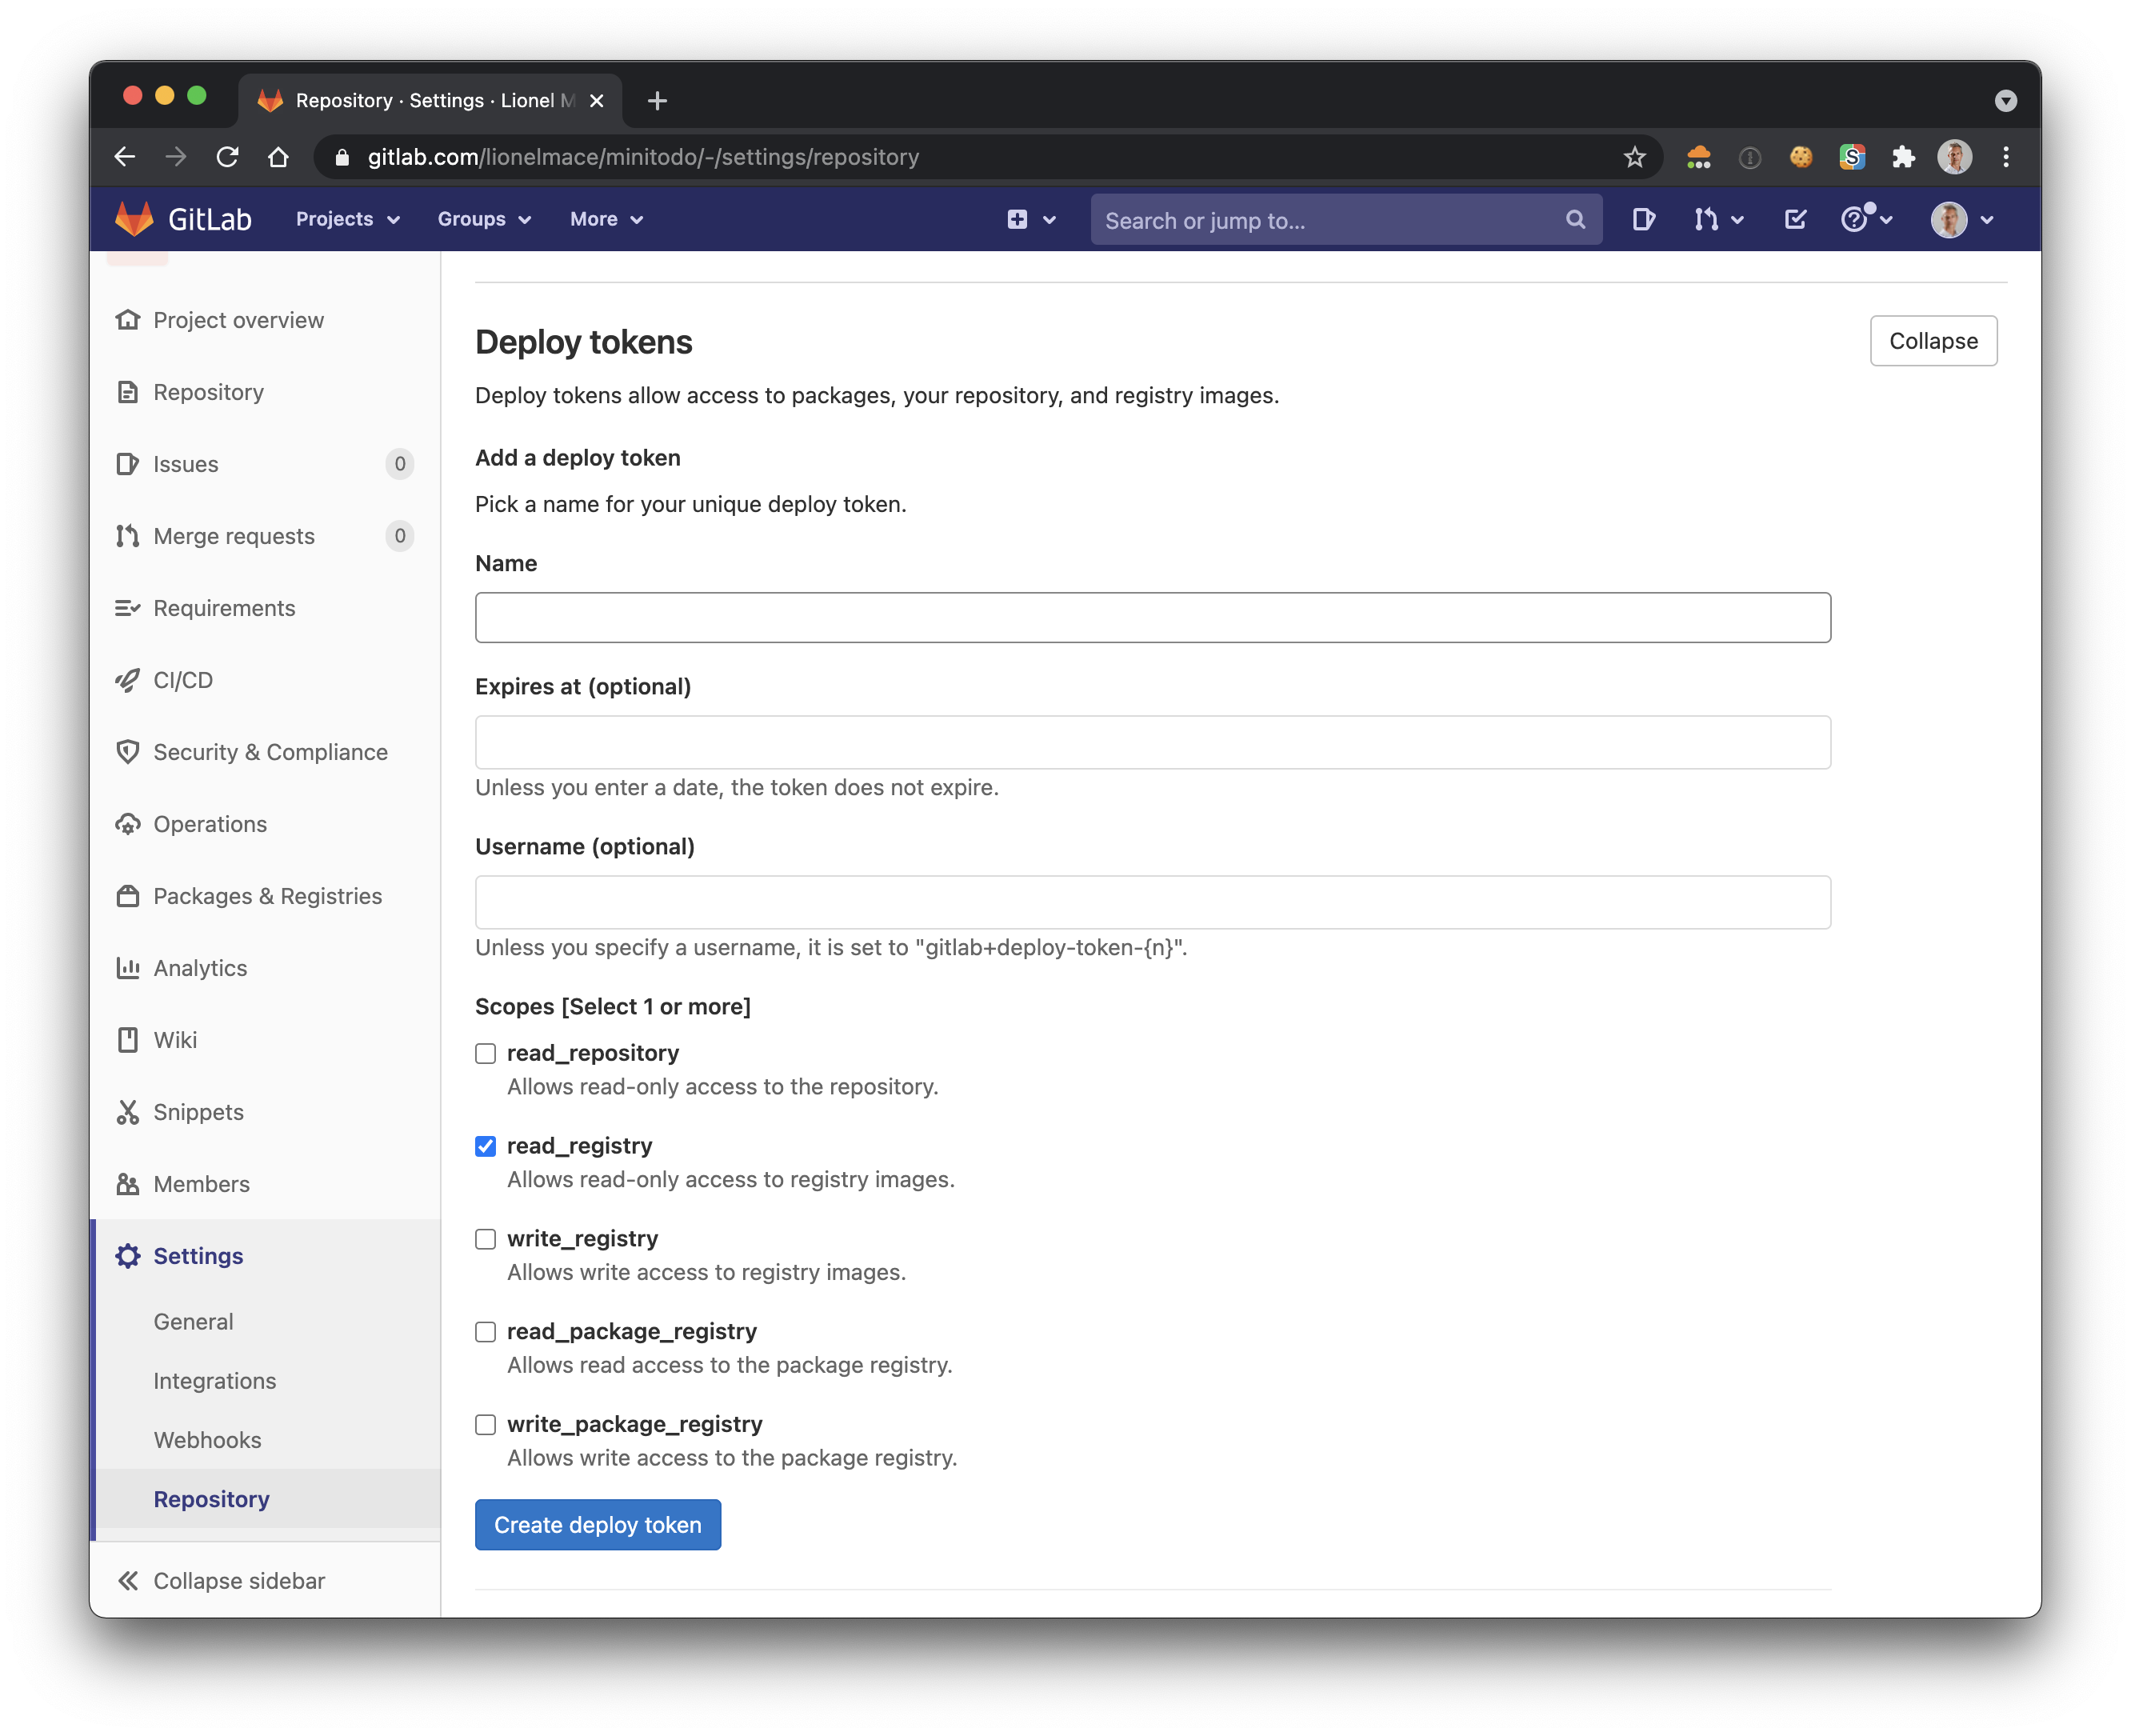 Repository · Settings · Lionel M
gitlab.com/lionelmace/minitodo/-/settings/repository
GitLab
Projects
Groups
More
Search or jump to...
Project overview
Repository
Issues
0
Merge requests
0
Requirements
CI/CD
Security & Compliance
Operations
Packages & Registries
Analytics
Wiki
Snippets
Members
Settings
General
Integrations
Webhooks
Repository
Collapse sidebar
Deploy tokens
Collapse
Deploy tokens allow access to packages, your repository, and registry images.
Add a deploy token
Pick a name for your unique deploy token.
Name
Expires at (optional)
Unless you enter a date, the token does not expire.
Username (optional)
Unless you specify a username, it is set to "gitlab+deploy-token-{n}".
Scopes [Select 1 or more]
read_repository
Allows read-only access to the repository.
read_registry
Allows read-only access to registry images.
write_registry
Allows write access to registry images.
read_package_registry
Allows read access to the package registry.
write_package_registry
Allows write access to the package registry.
Create deploy token